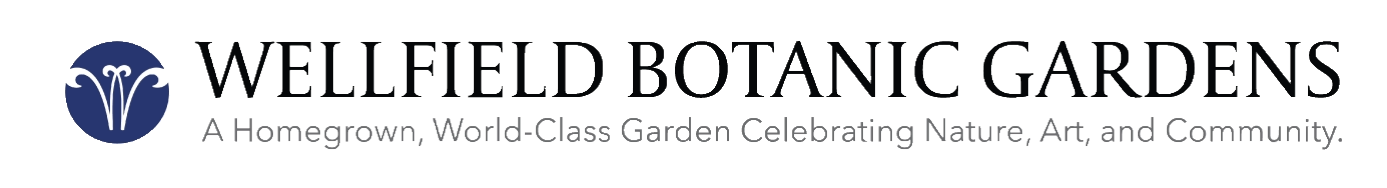 WELLFIELD BOTANIC GARDENS
A Homegrown, World-Class Garden Celebrating Nature, Art, and Community.